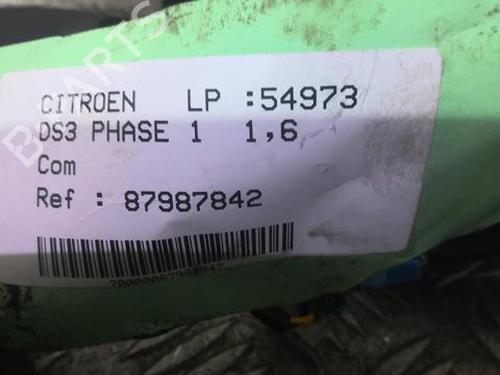 CITROEN LP :54973
DS3 PHASE 1 1,6
Com
Ref : 87987842